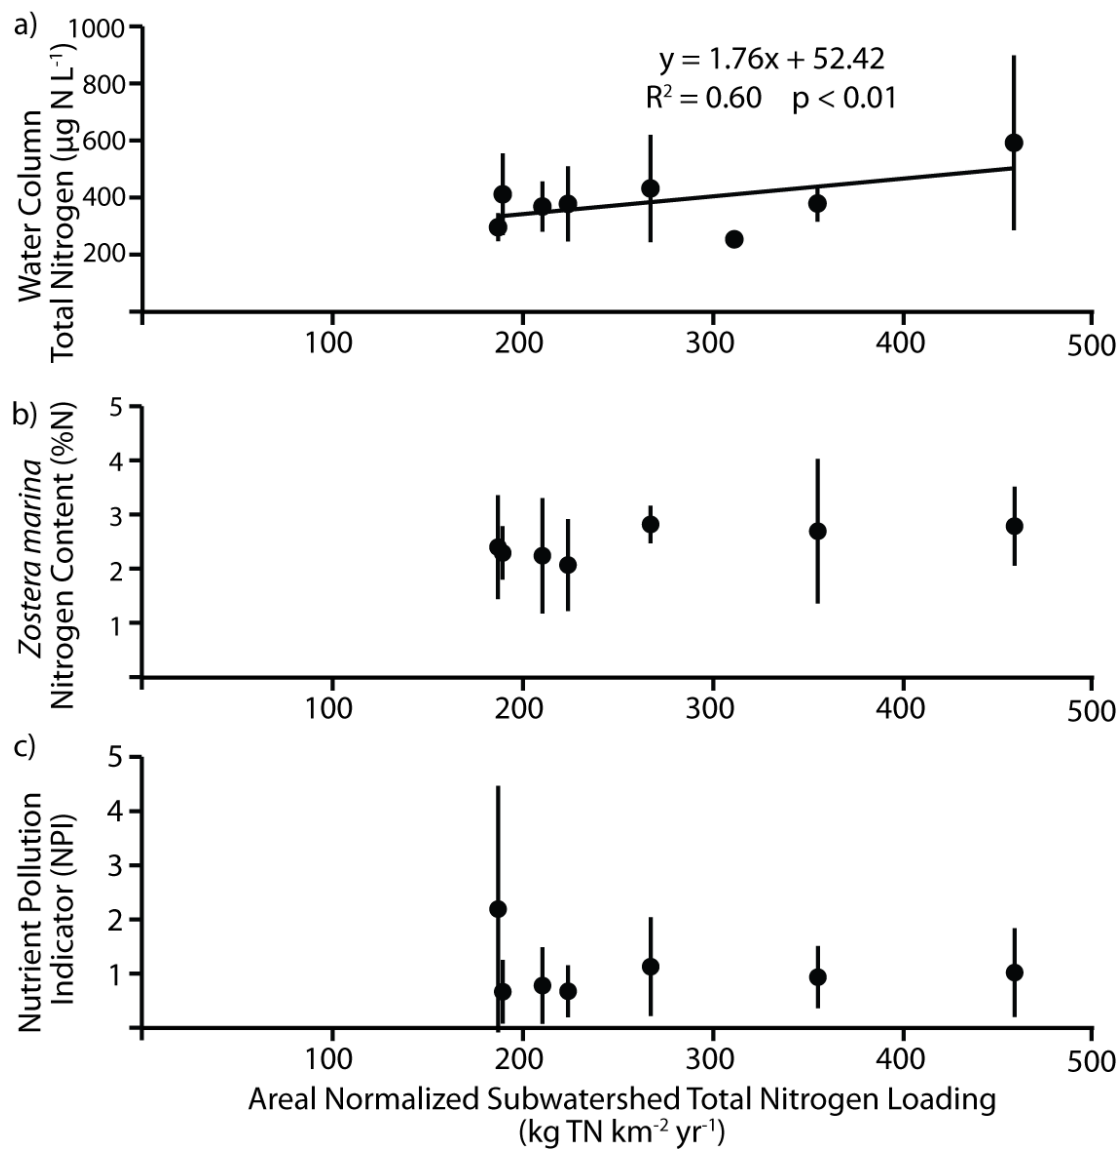 a)
Water Column
Total Nitrogen (µg N L⁻¹)
1000
800
600
400
200
y = 1.76x + 52.42
R² = 0.60 p < 0.01
100 200 300 400 500
b)
Zostera marina
Nitrogen Content (%N)
5
4
3
2
1
100 200 300 400 500
c)
Nutrient Pollution
Indicator (NPI)
5
4
3
2
1
100 200 300 400 500
Areal Normalized Subwatershed Total Nitrogen Loading
(kg TN km⁻² yr⁻¹)